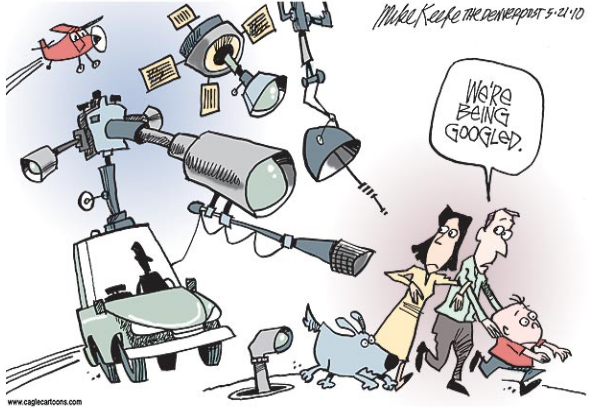 Mike Keefe THE DENVER POST 5·21·10
WE'RE
BEING
GOOGLED.
www.caglecartoons.com